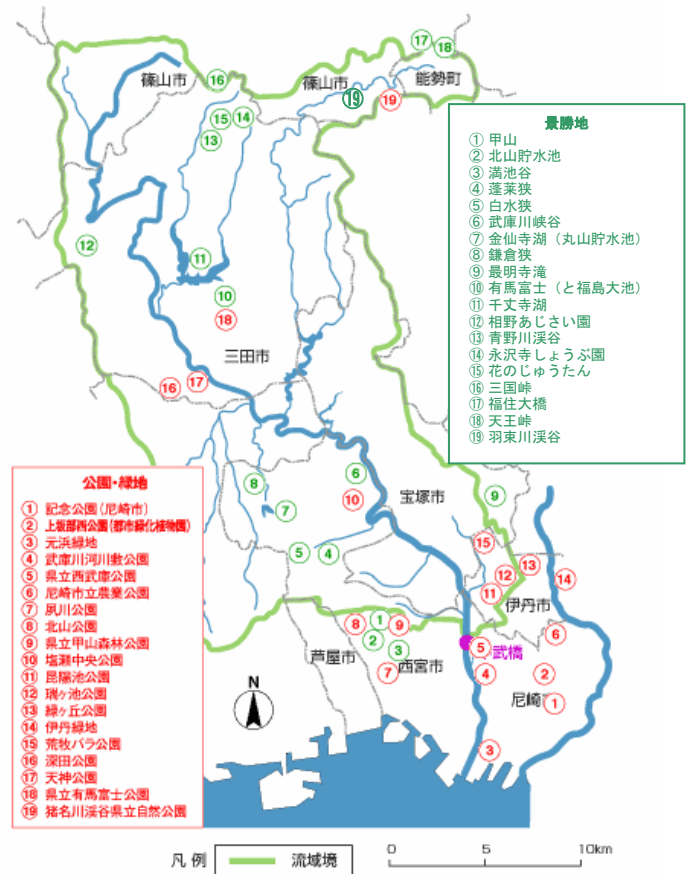 篠山市
篠山市
能勢町
⑰
⑱
⑯
⑲
⑲
⑮
⑭
⑬
⑫
⑪
⑩
⑱
三田市
⑯
⑰
景勝地
① 甲山
② 北山貯水池
③ 満池谷
④ 蓬莱狭
⑤ 白水狭
⑥ 武庫川峡谷
⑦ 金仙寺湖（丸山貯水池）
⑧ 鎌倉狭
⑨ 最明寺滝
⑩ 有馬富士（と福島大池）
⑪ 千丈寺湖
⑫ 相野あじさい園
⑬ 青野川渓谷
⑭ 永沢寺しょうぶ園
⑮ 花のじゅうたん
⑯ 三国峠
⑰ 福住大橋
⑱ 天王峠
⑲ 羽束川渓谷
公園・緑地
① 記念公園(尼崎市)
② 上坂部西公園(都市緑化植物園)
③ 元浜緑地
④ 武庫川河川敷公園
⑤ 県立西武庫公園
⑥ 尼崎市立農業公園
⑦ 夙川公園
⑧ 北山公園
⑨ 県立甲山森林公園
⑩ 塩瀬中央公園
⑪ 昆陽池公園
⑫ 瑞ヶ池公園
⑬ 緑ヶ丘公園
⑭ 伊丹緑地
⑮ 荒牧バラ公園
⑯ 深田公園
⑰ 天神公園
⑱ 県立有馬富士公園
⑲ 猪名川渓谷県立自然公園
⑧
⑥
⑩
宝塚市
⑨
⑦
⑤
④
⑮
⑬
⑫
⑭
⑪
伊丹市
⑧
①
⑨
②
③
⑥
⑤
武橋
芦屋市
西宮市
⑦
④
②
尼崎
①
N
③
凡 例
流域境
0 5 10km